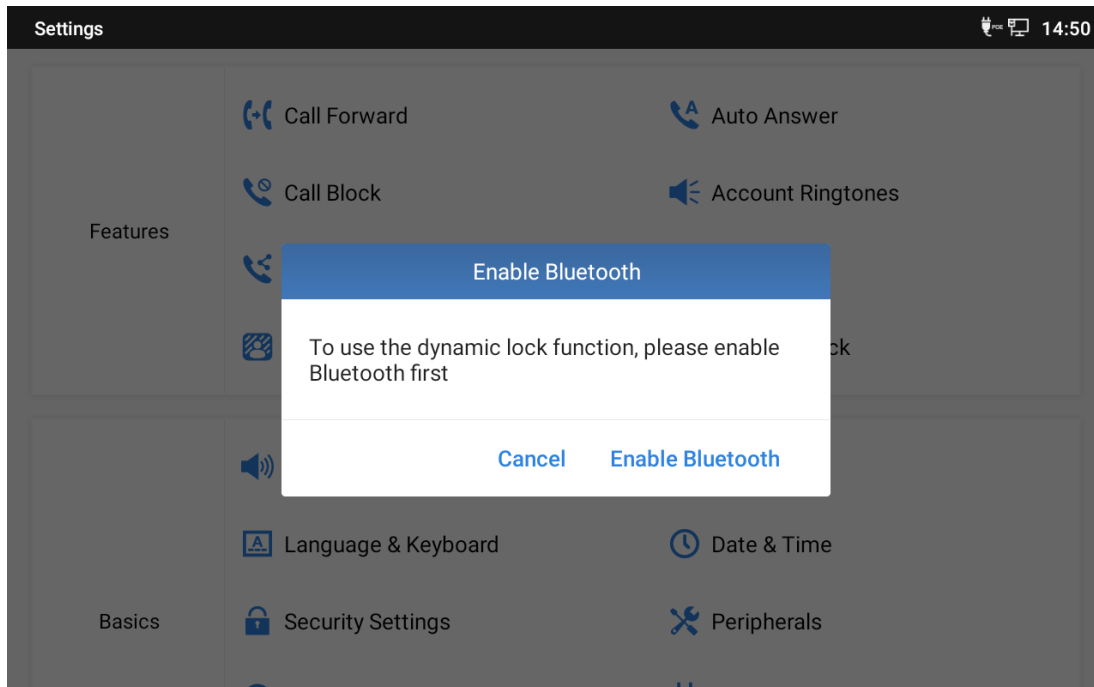 Settings
POE
14:50
Call Forward
Auto Answer
Call Block
Account Ringtones
Features
Enable Bluetooth
To use the dynamic lock function, please enable
Bluetooth first
ck
Cancel
Enable Bluetooth
Language & Keyboard
Date & Time
Basics
Security Settings
Peripherals